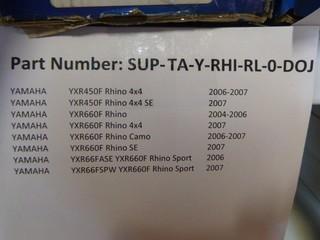 Part Number: SUP-TA-Y-RHI-RL-0-DOJ
YAMAHA YXR450F Rhino 4x4 2006-2007
YAMAHA YXR450F Rhino 4x4 SE 2007
YAMAHA YXR660F Rhino 2004-2006
YAMAHA YXR660F Rhino 4x4 2007
YAMAHA YXR660F Rhino Camo 2006-2007
YAMAHA YXR660F Rhino SE 2007
YAMAHA YXR66FASE YXR660F Rhino Sport 2006
YAMAHA YXR66FSPW YXR660F Rhino Sport 2007